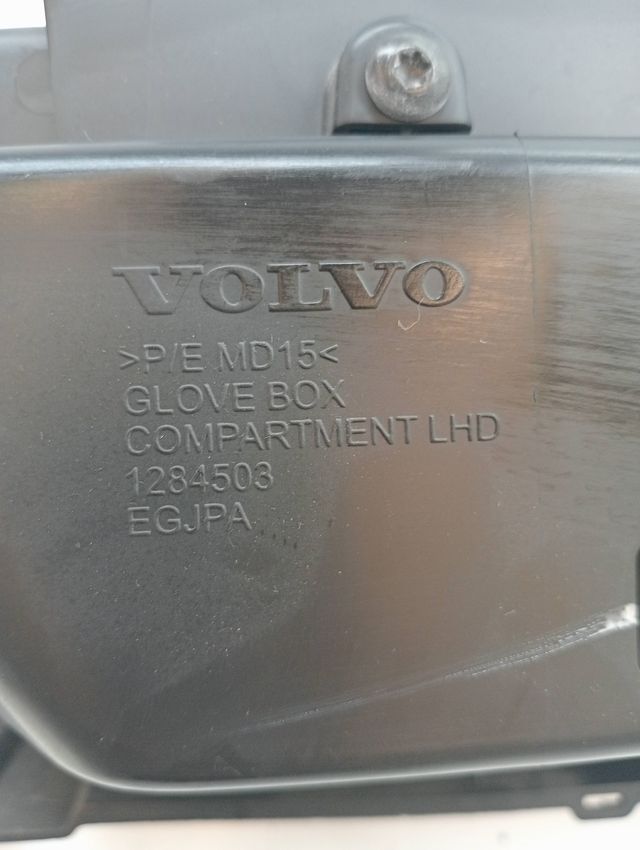 VOLVO
>P/E MD15<
GLOVE BOX
COMPARTMENT LHD
1284503
EGJPA